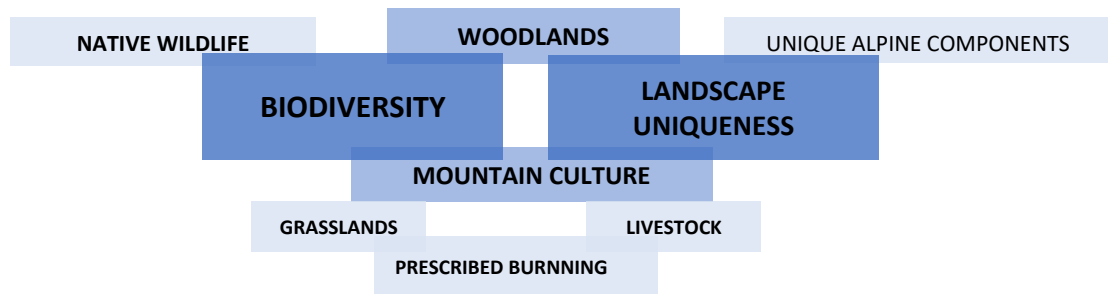 NATIVE WILDLIFE
WOODLANDS
UNIQUE ALPINE COMPONENTS
BIODIVERSITY
LANDSCAPE
UNIQUENESS
MOUNTAIN CULTURE
GRASSLANDS
LIVESTOCK
PRESCRIBED BURNNING